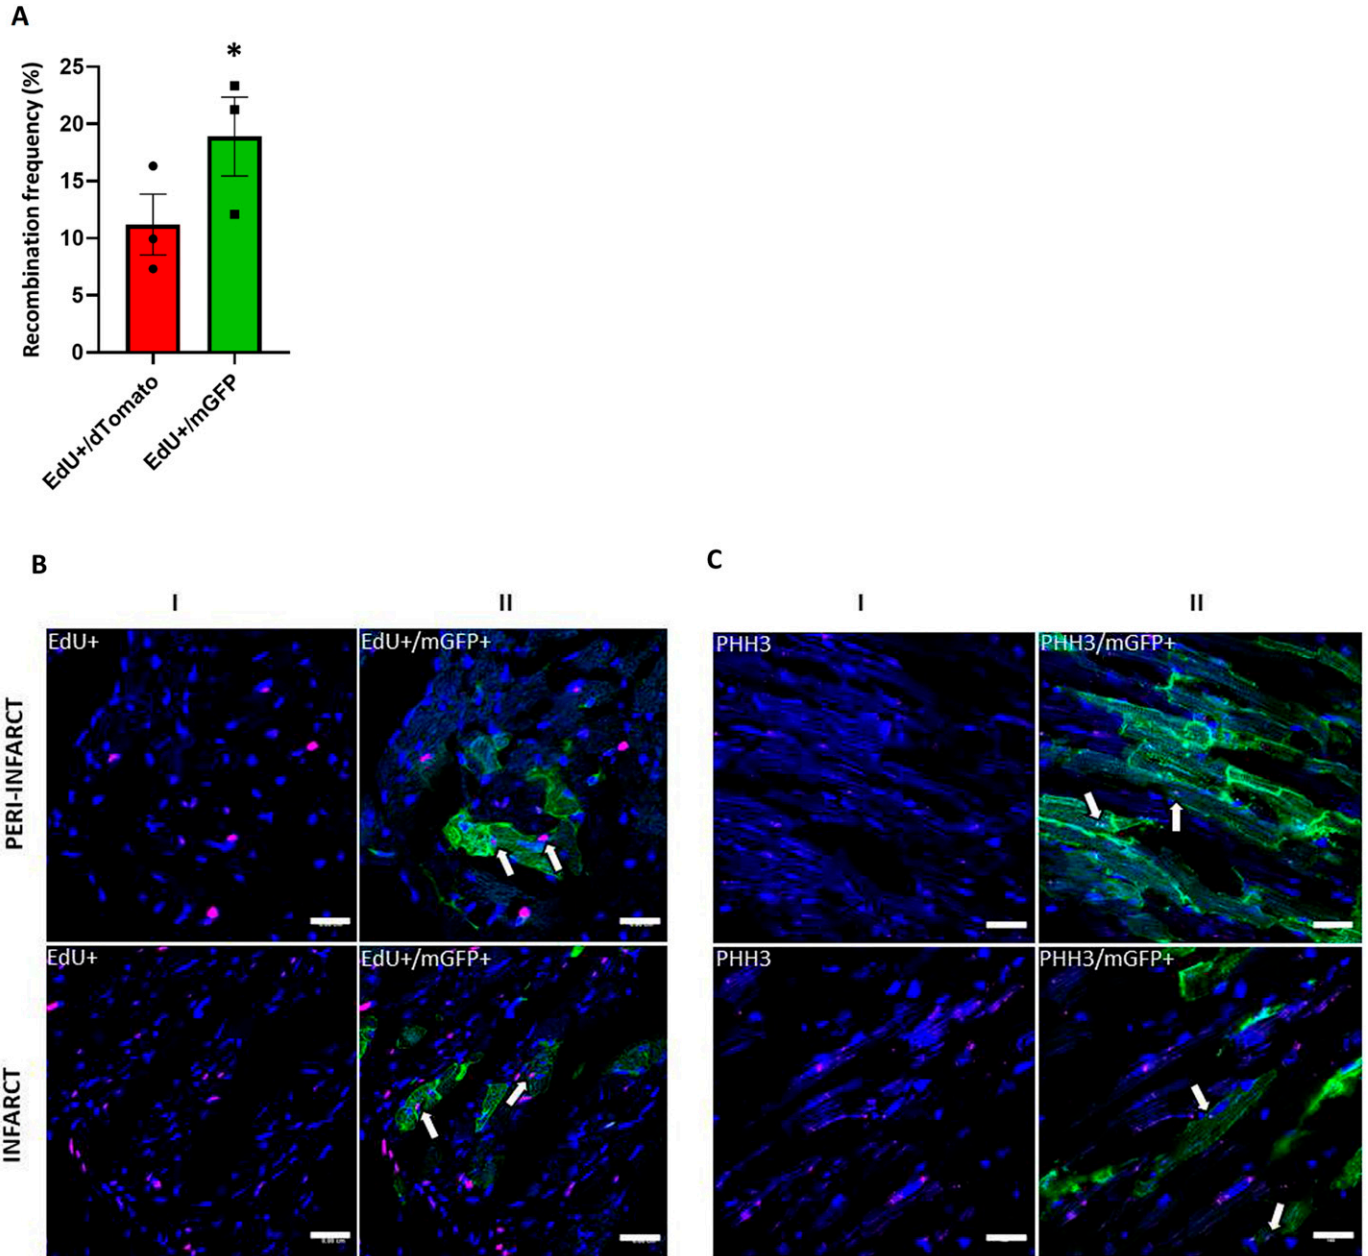 A
*
Recombination frequency (%)
25
20
15
10
5
0
EdU+/dTomato
EdU+/mGFP
B
C
I
II
I
II
PERI-INFARCT
EdU+
EdU+/mGFP+
PHH3
PHH3/mGFP+
INFARCT
EdU+
EdU+/mGFP+
PHH3
PHH3/mGFP+